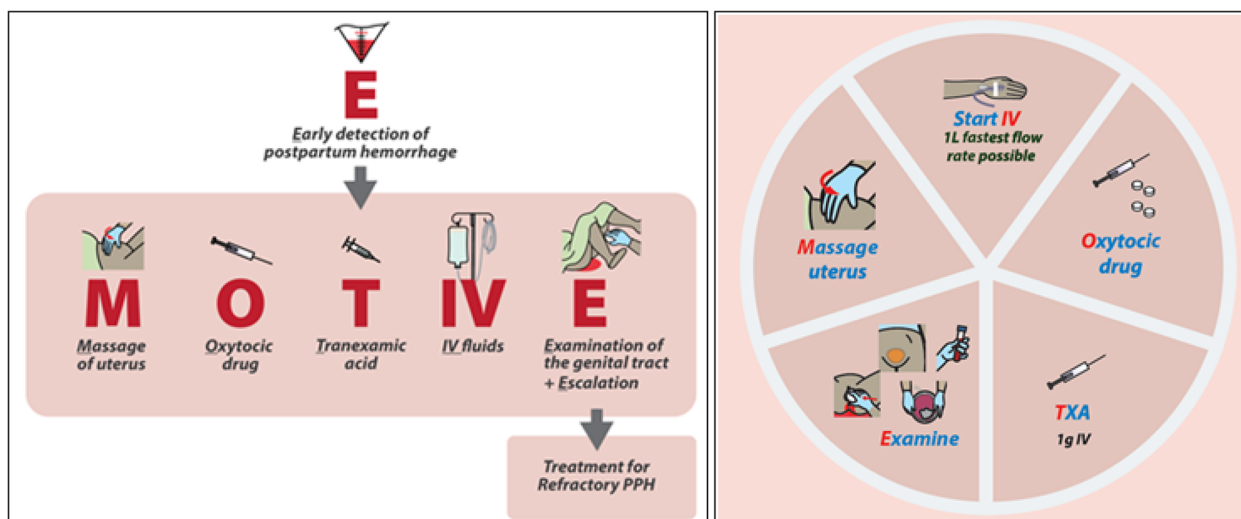 E
Early detection of
postpartum hemorrhage
M
Massage
of uterus
O
Oxytocic
drug
T
Tranexamic
acid
IV
IV fluids
E
Examination of
the genital tract
+ Escalation
Treatment for
Refractory PPH
Start IV
1L fastest flow
rate possible
Massage
uterus
Oxytocic
drug
Examine
TXA
1g IV